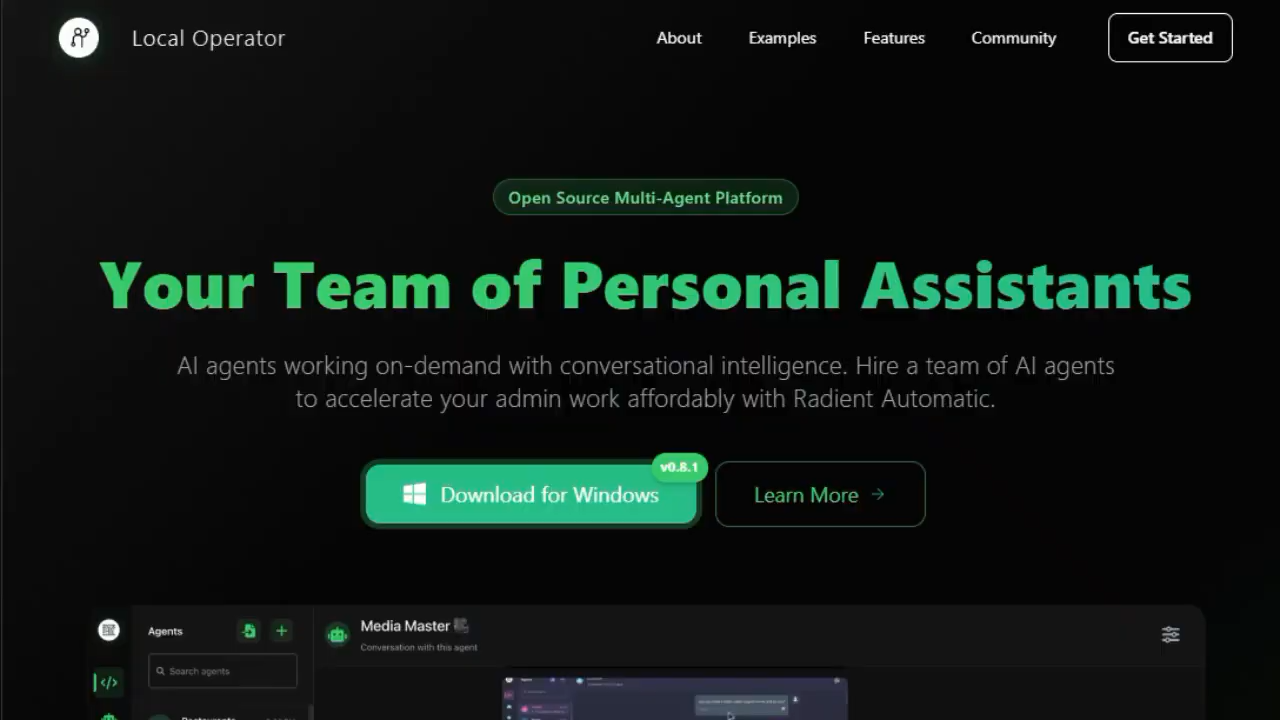 Local Operator
About
Examples
Features
Community
Get Started
Open Source Multi-Agent Platform
Your Team of Personal Assistants
AI agents working on-demand with conversational intelligence. Hire a team of AI agents
to accelerate your admin work affordably with Radient Automatic.
v0.8.1
Download for Windows
Learn More →
Agents
Search agents
Media Master
Conversation with this agent